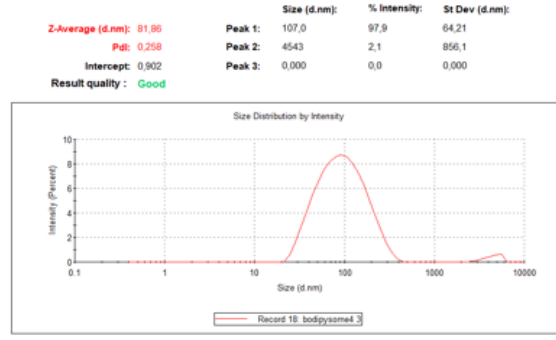 Size (d.nm): % Intensity: St Dev (d.nm):
Z-Average (d.nm): 81,86 Peak 1: 107,0 97,9 64,21
PdI: 0,258 Peak 2: 4543 2,1 856,1
Intercept: 0,902 Peak 3: 0,000 0,0 0,000
Result quality : Good
Size Distribution by Intensity
Intensity (Percent)
10
8
6
4
2
0
0.1 1 10 100 1000 10000
Size (d.nm)
Record 18: bodipysome4 3